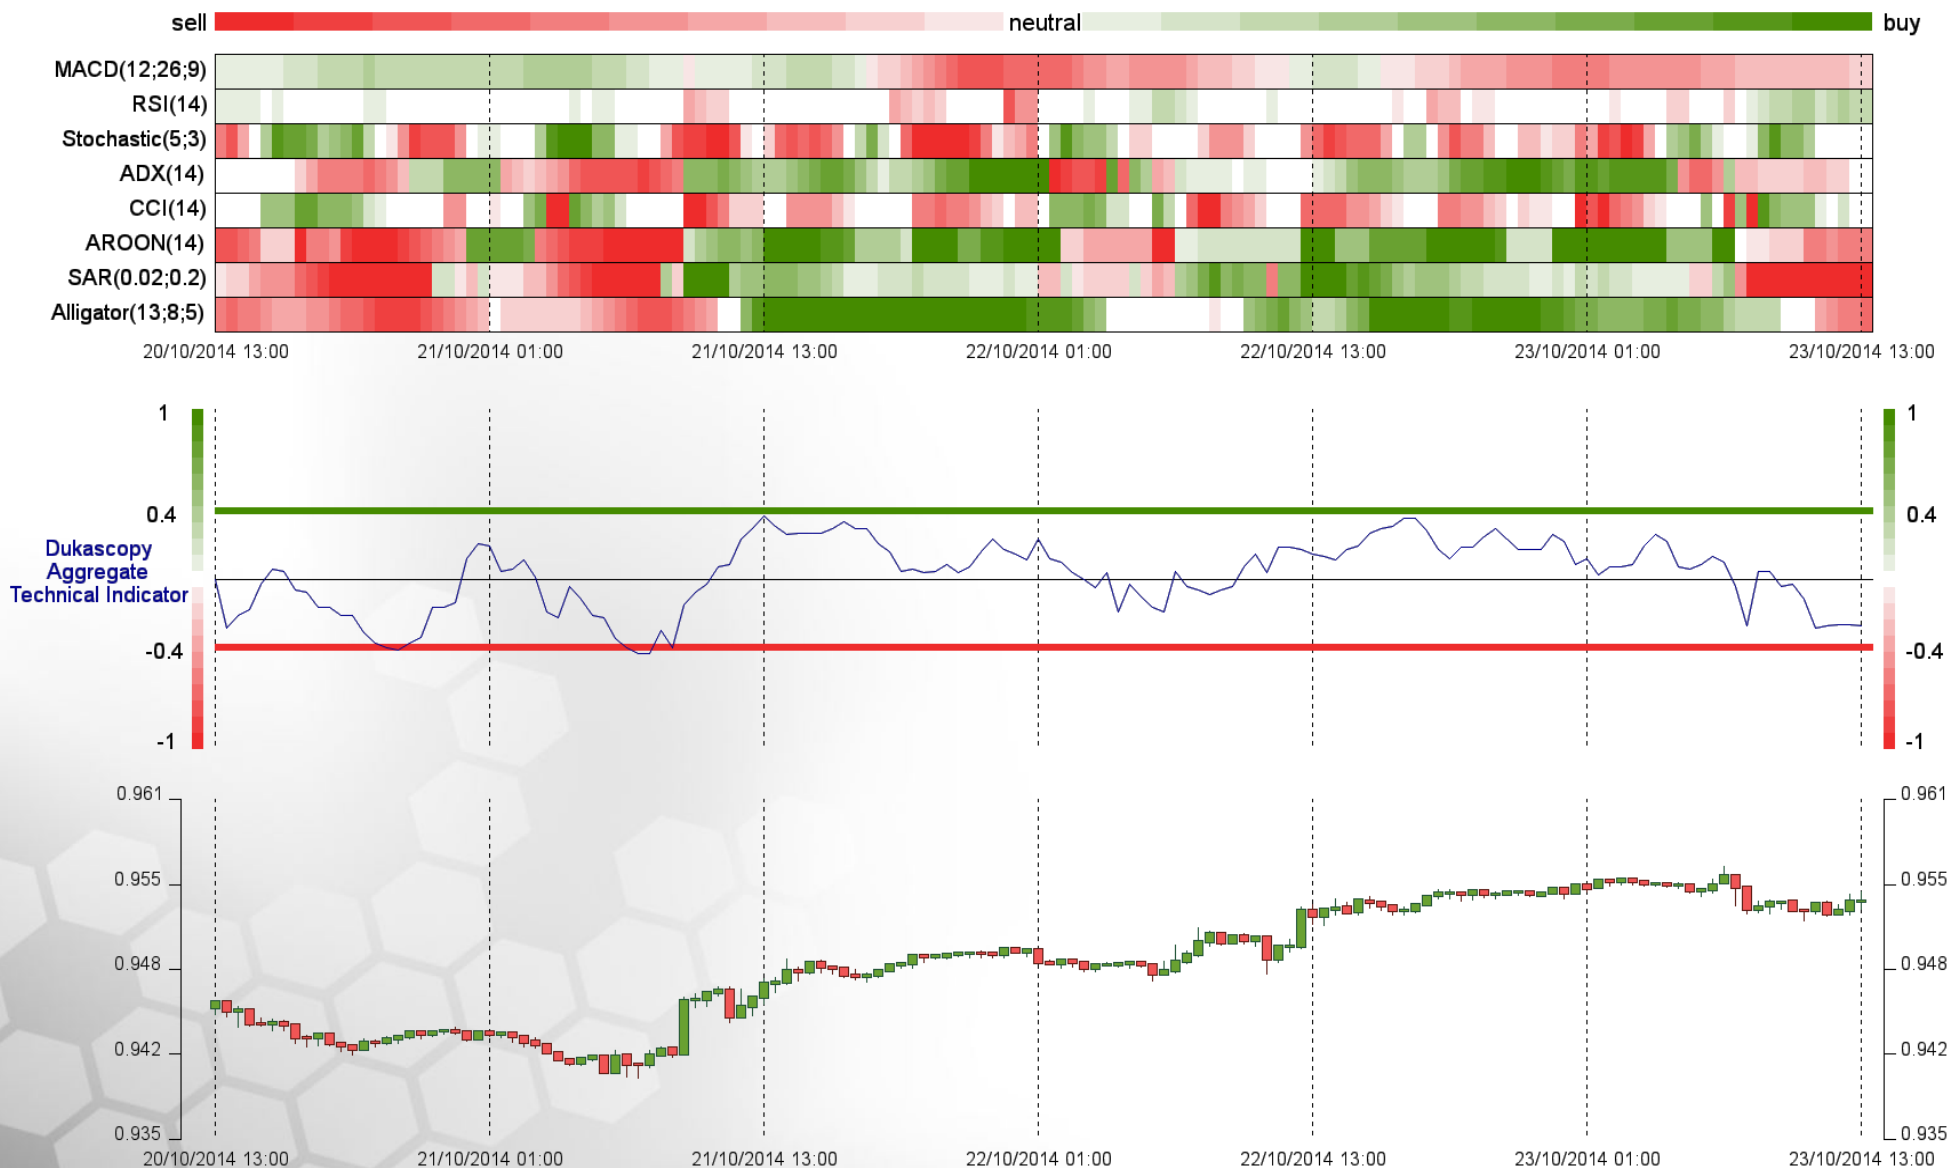 sell neutral buy
MACD(12;26;9)
RSI(14)
Stochastic(5;3)
ADX(14)
CCI(14)
AROON(14)
SAR(0.02;0.2)
Alligator(13;8;5)
20/10/2014 13:00 21/10/2014 01:00 21/10/2014 13:00 22/10/2014 01:00 22/10/2014 13:00 23/10/2014 01:00 23/10/2014 13:00
1 1
0.4 0.4
Dukascopy
Aggregate
Technical Indicator
-0.4 -0.4
-1 -1
0.961 0.961
0.955 0.955
0.948 0.948
0.942 0.942
0.935 0.935
20/10/2014 13:00 21/10/2014 01:00 21/10/2014 13:00 22/10/2014 01:00 22/10/2014 13:00 23/10/2014 01:00 23/10/2014 13:00